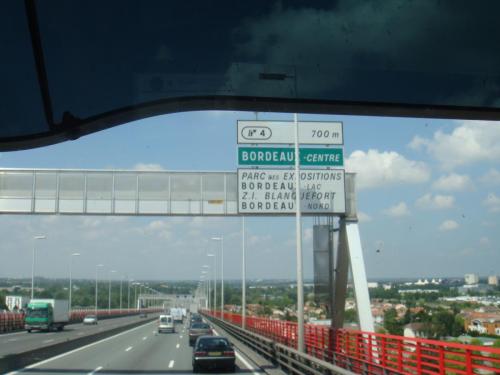 4 700 m
BORDEAUX - CENTRE
PARC DES EXPOSITIONS
BORDEAUX - LAC
Z.I. BLANQUEFORT
BORDEAUX - NORD